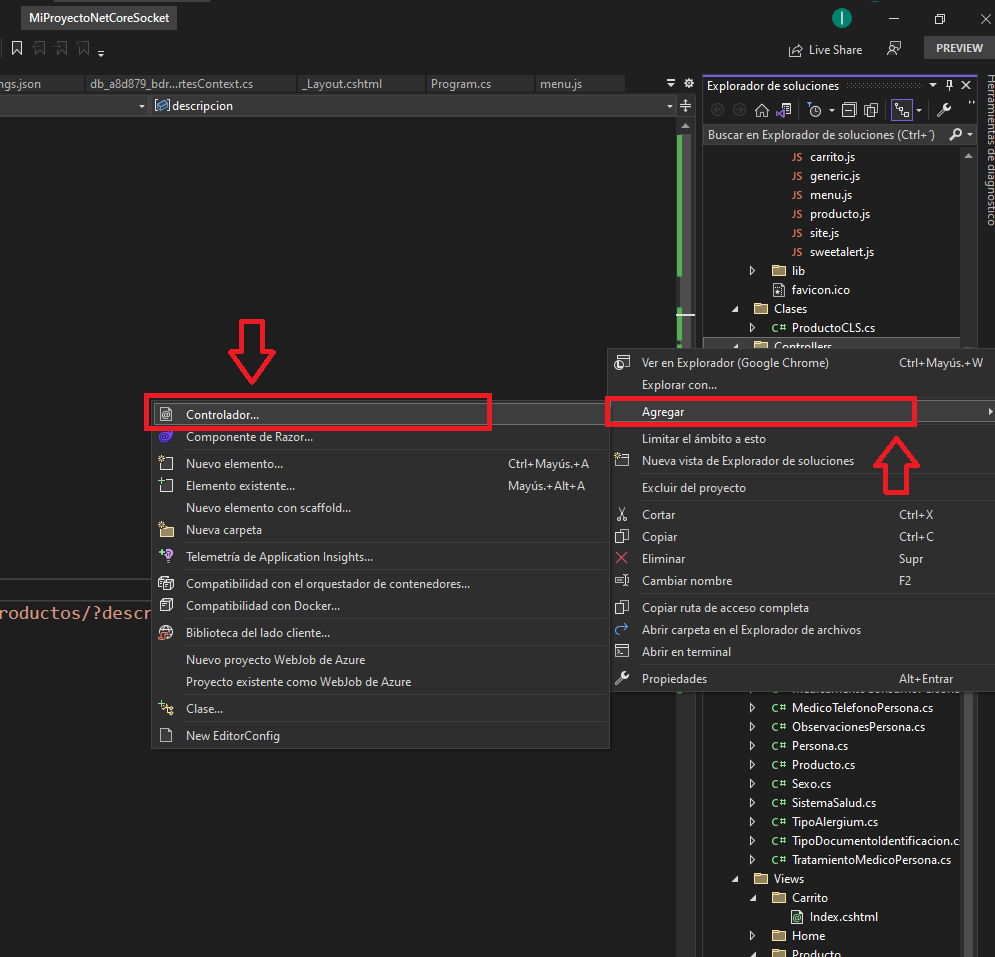 MiProyectoNetCoreSocket
I
Live Share
PREVIEW
ngs.json
db_a8d879_bdr...rtesContext.cs
_Layout.cshtml
Program.cs
menu.js
descripcion
Explorador de soluciones
Buscar en Explorador de soluciones (Ctrl+´)
Herramientas de diagnóstico
JS carrito.js
JS generic.js
JS menu.js
JS producto.js
JS site.js
JS sweetalert.js
lib
favicon.ico
Clases
C# ProductoCLS.cs
Controllers
Ver en Explorador (Google Chrome) Ctrl+Mayús.+W
Explorar con...
Agregar
Limitar el ámbito a esto
Nueva vista de Explorador de soluciones
Excluir del proyecto
Cortar Ctrl+X
Copiar Ctrl+C
Eliminar Supr
Cambiar nombre F2
Copiar ruta de acceso completa
Abrir carpeta en el Explorador de archivos
Abrir en terminal
Propiedades Alt+Entrar
Controlador...
Componente de Razor...
Nuevo elemento... Ctrl+Mayús.+A
Elemento existente... Mayús.+Alt+A
Nuevo elemento con scaffold...
Nueva carpeta
Telemetría de Application Insights...
Compatibilidad con el orquestador de contenedores...
Compatibilidad con Docker...
Biblioteca del lado cliente...
Nuevo proyecto WebJob de Azure
Proyecto existente como WebJob de Azure
Clase...
New EditorConfig
roductos/?descr
C# MedicoTelefonoPersona.cs
C# ObservacionesPersona.cs
C# Persona.cs
C# Producto.cs
C# Sexo.cs
C# SistemaSalud.cs
C# TipoAlergium.cs
C# TipoDocumentoIdentificacion.cs
C# TratamientoMedicoPersona.cs
Views
Carrito
Index.cshtml
Home
Producto